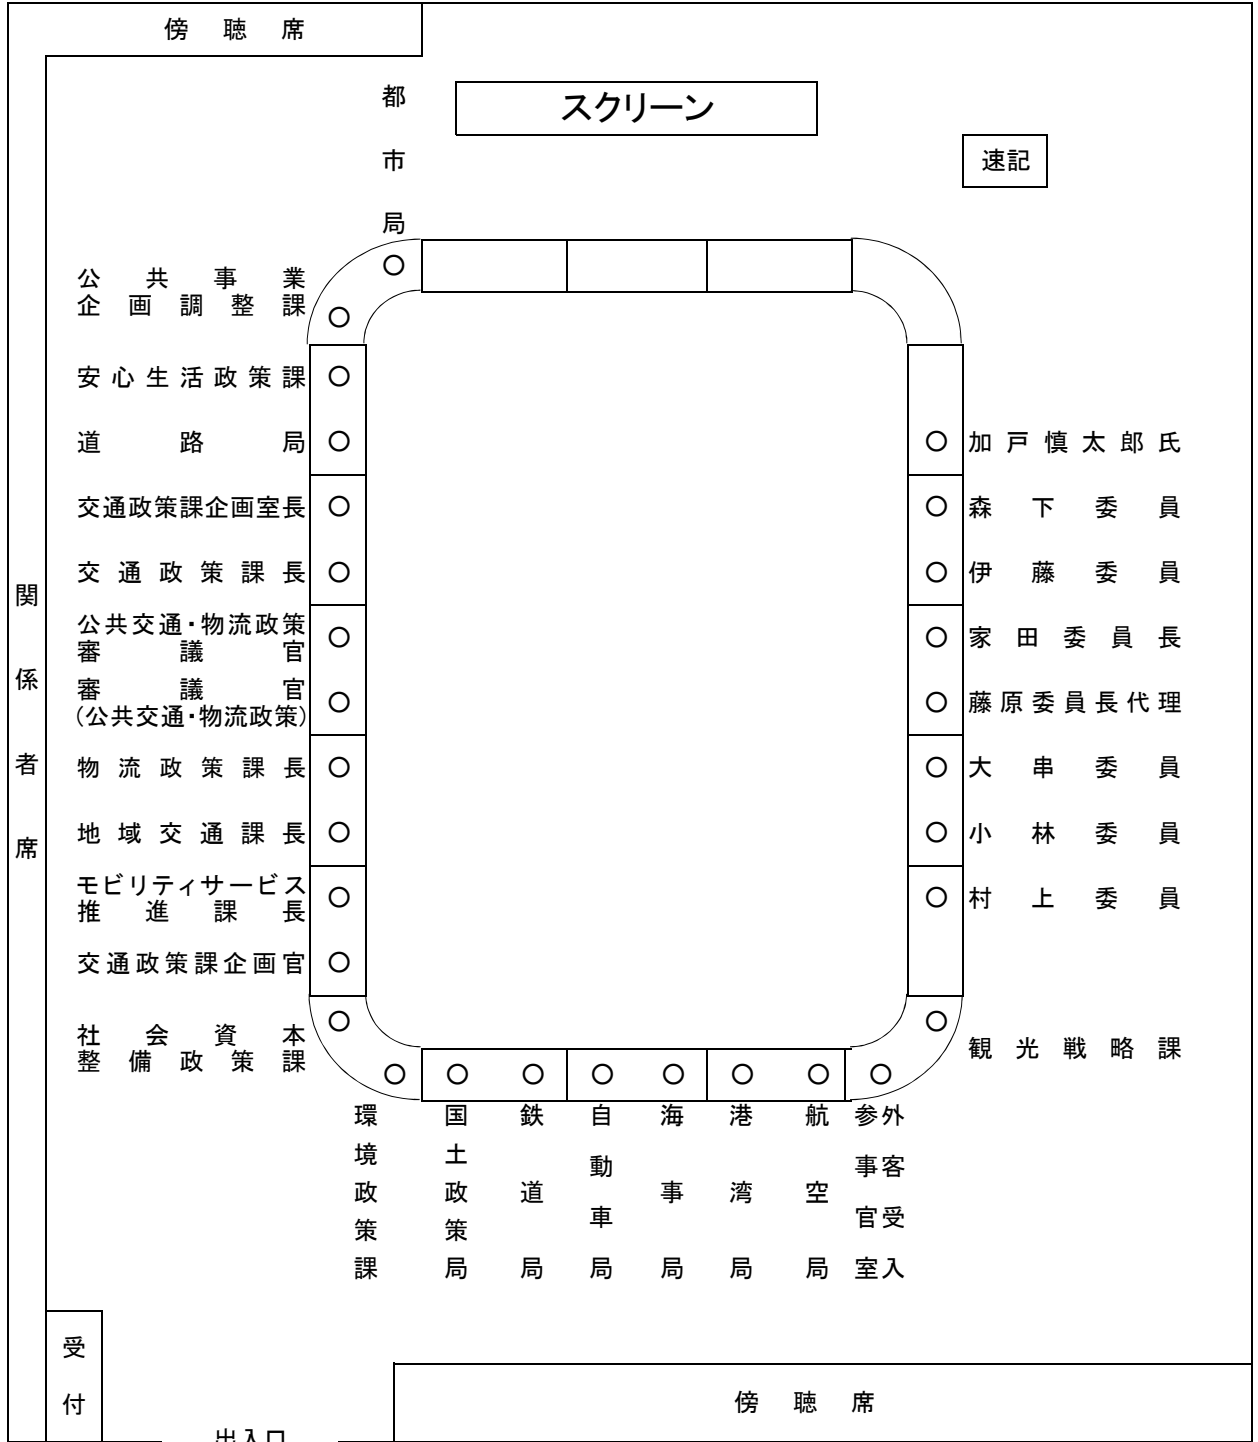 傍聴席
スクリーン
速記
都市局
公共事業
企画調整課
安心生活政策課
道路局
交通政策課企画室長
交通政策課長
公共交通・物流政策
審議官
審議官
(公共交通・物流政策)
物流政策課長
地域交通課長
モビリティサービス
推進課長
交通政策課企画官
社会資本
整備政策課
関係者席
加戸慎太郎氏
森下委員
伊藤委員
家田委員長
藤原委員長代理
大串委員
小林委員
村上委員
観光戦略課
環境政策課
国土政策局
鉄道局
自動車局
海事局
港湾局
航空局
外客受入
参事官室
受付
出入口
傍聴席